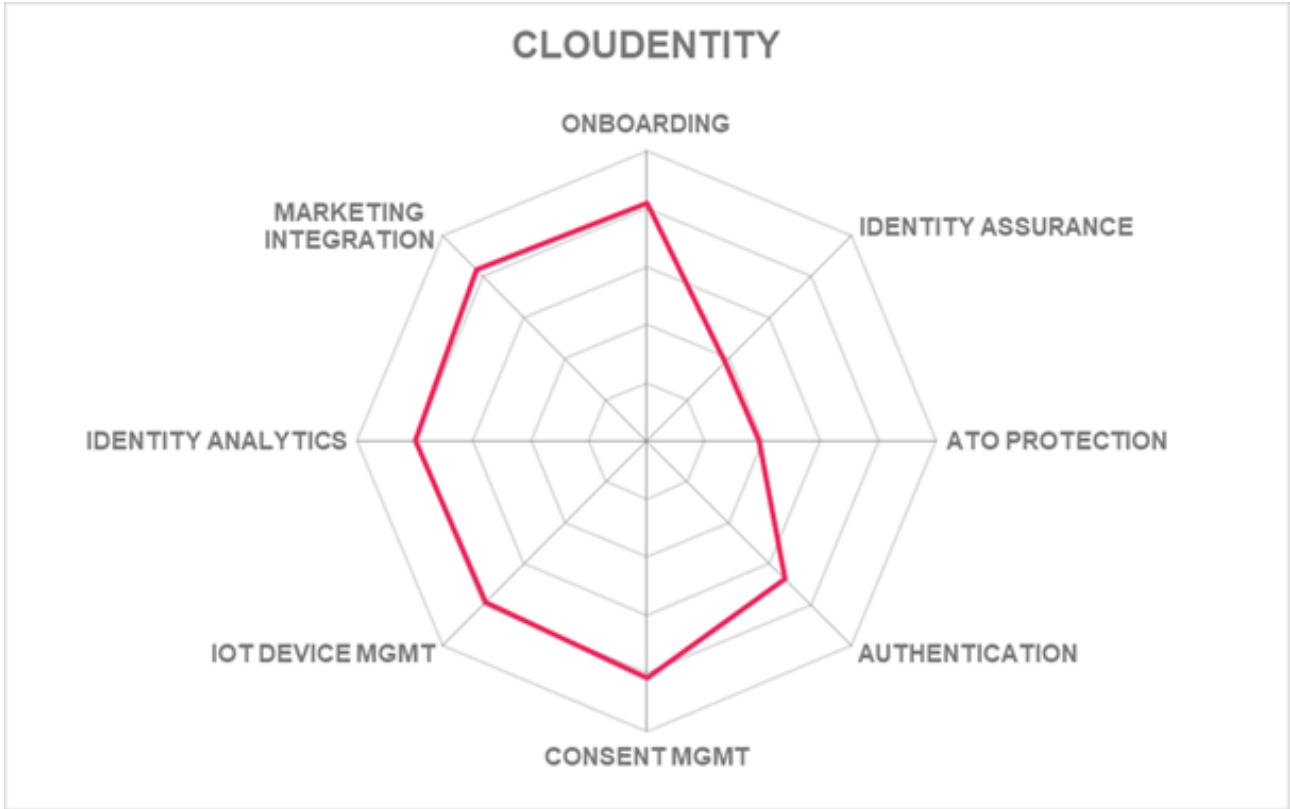 CLOUDENTITY
ONBOARDING
MARKETING
INTEGRATION
IDENTITY ASSURANCE
IDENTITY ANALYTICS
ATO PROTECTION
IOT DEVICE MGMT
AUTHENTICATION
CONSENT MGMT